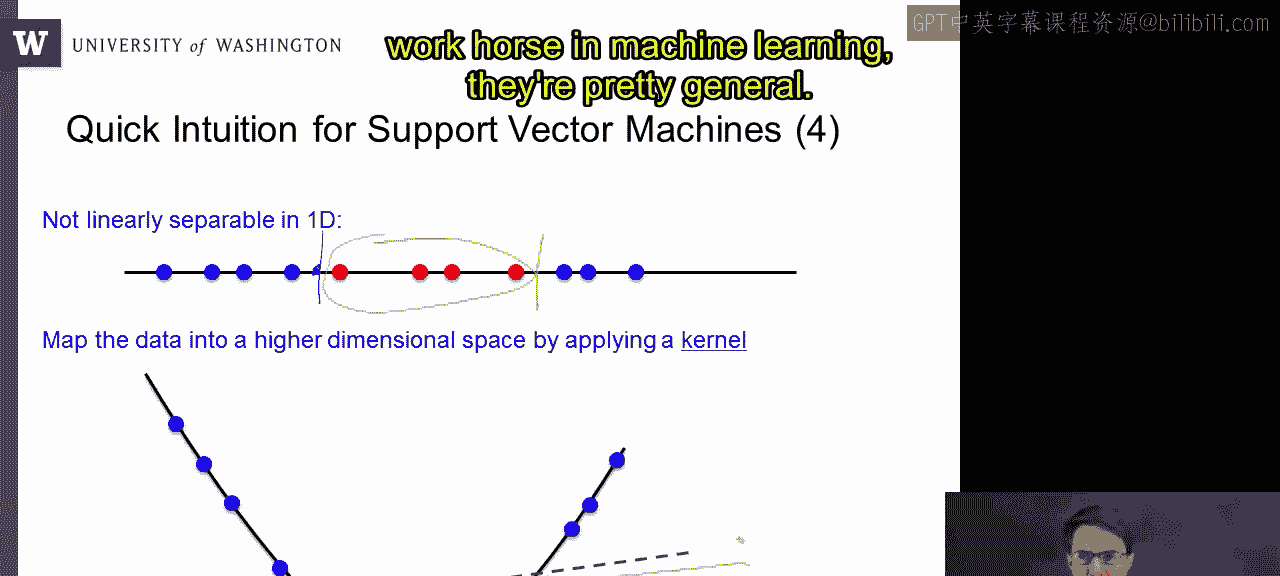 W UNIVERSITY of WASHINGTON
GPT中英字幕课程资源@bilibili.com
work horse in machine learning,
they're pretty general.
Quick Intuition for Support Vector Machines (4)
Not linearly separable in 1D:
Map the data into a higher dimensional space by applying a kernel